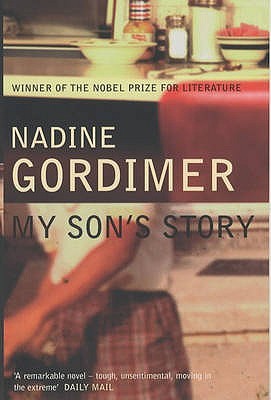 WINNER OF THE NOBEL PRIZE FOR LITERATURE
NADINE
GORDIMER
MY SON'S STORY
'A remarkable novel – tough, unsentimental, moving in
the extreme' DAILY MAIL